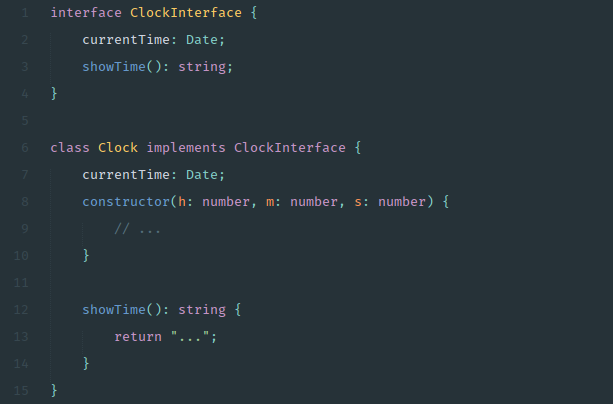 1 interface ClockInterface {
2     currentTime: Date;
3     showTime(): string;
4 }
5
6 class Clock implements ClockInterface {
7     currentTime: Date;
8     constructor(h: number, m: number, s: number) {
9         // ...
10     }
11
12     showTime(): string {
13         return "...";
14     }
15 }